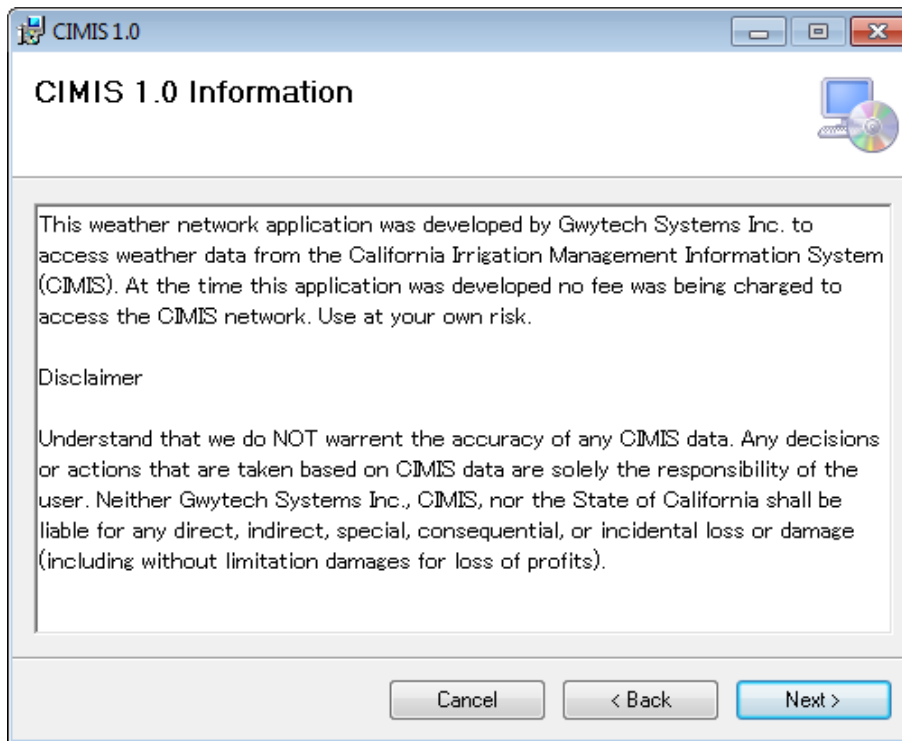 CIMIS 1.0
CIMIS 1.0 Information
This weather network application was developed by Gwytech Systems Inc. to
access weather data from the California Irrigation Management Information System
(CIMIS). At the time this application was developed no fee was being charged to
access the CIMIS network. Use at your own risk.
Disclaimer
Understand that we do NOT warrent the accuracy of any CIMIS data. Any decisions
or actions that are taken based on CIMIS data are solely the responsibility of the
user. Neither Gwytech Systems Inc., CIMIS, nor the State of California shall be
liable for any direct, indirect, special, consequential, or incidental loss or damage
(including without limitation damages for loss of profits).
Cancel
< Back
Next >